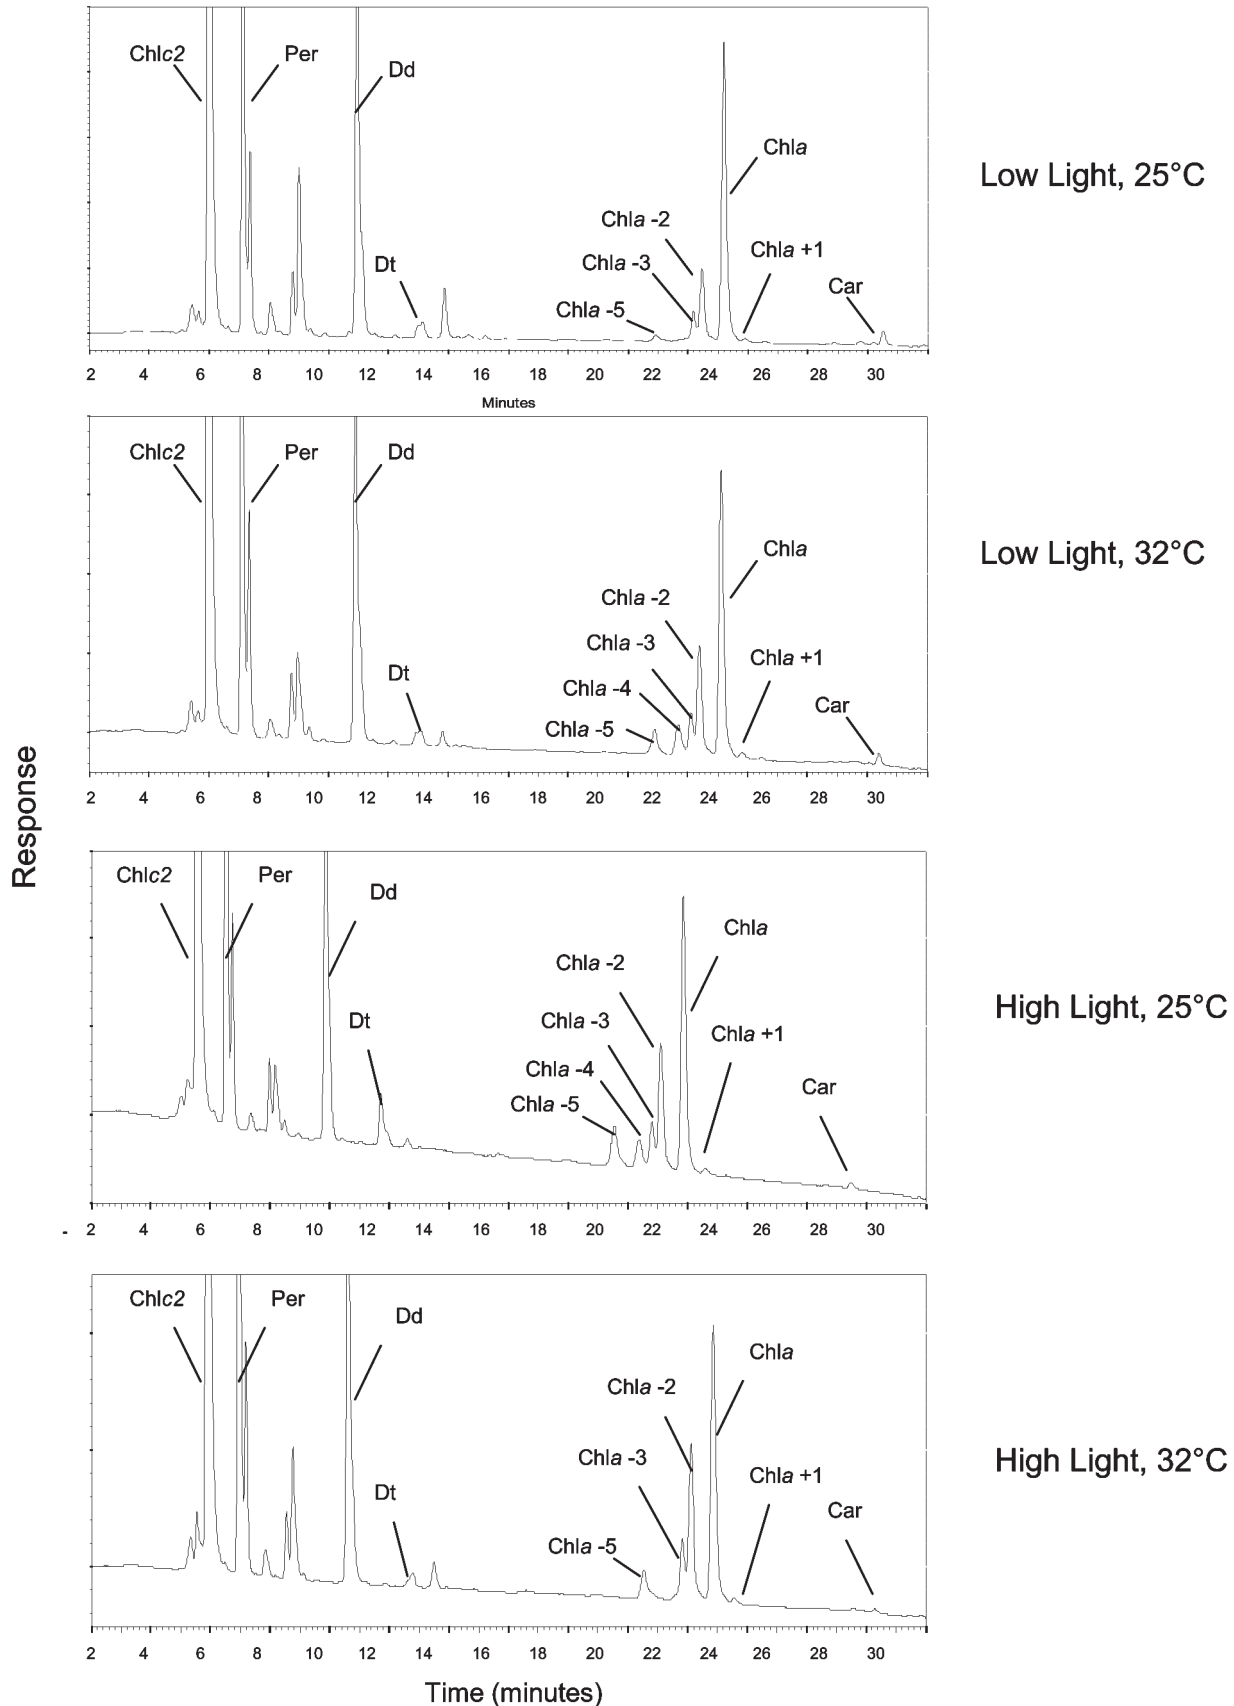 Chlc2 Per Dd Chla Chla -2 Chla -3 Chla -5 Chla +1 Car Dt
Low Light, 25°C
2 4 6 8 10 12 14 16 18 20 22 24 26 28 30
Minutes
Chlc2 Per Dd Chla Chla -2 Chla -3 Chla -4 Chla -5 Chla +1 Car Dt
Low Light, 32°C
2 4 6 8 10 12 14 16 18 20 22 24 26 28 30
Response
Chlc2 Per Dd Chla Chla -2 Chla -3 Chla -4 Chla -5 Chla +1 Car Dt
High Light, 25°C
- 2 4 6 8 10 12 14 16 18 20 22 24 26 28 30
Chlc2 Per Dd Chla Chla -2 Chla -3 Chla -5 Chla +1 Car Dt
High Light, 32°C
2 4 6 8 10 12 14 16 18 20 22 24 26 28 30
Time (minutes)